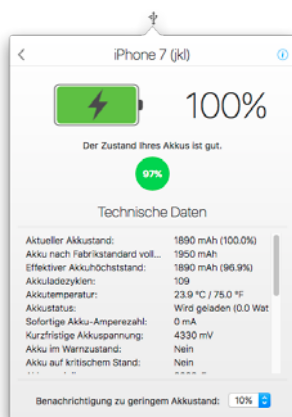 iPhone 7 (jkl)
100%
Der Zustand Ihres Akkus ist gut.
97%
Technische Daten
Aktueller Akkustand: 1890 mAh (100.0%)
Akku nach Fabrikstandard voll... 1950 mAh
Effektiver Akkuhöchststand: 1890 mAh (96.9%)
Akkuladezyklen: 109
Akkutemperatur: 23.9 °C / 75.0 °F
Akkustatus: Wird geladen (0.0 Wat
Sofortige Akku-Amperezahl: 0 mA
Kurzfristige Akkuspannung: 4330 mV
Akku im Warnzustand: Nein
Akku auf kritischem Stand: Nein
Benachrichtigung zu geringem Akkustand: 10%